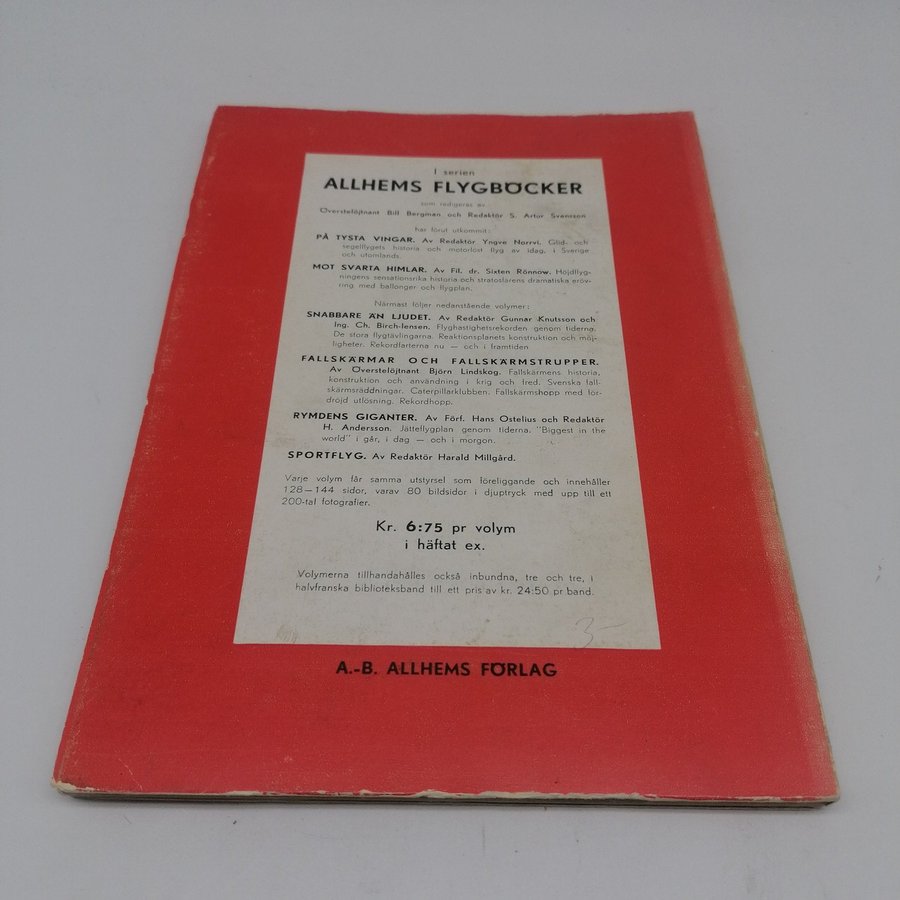 I serien
ALLHEMS FLYGBÖCKER
som redigeras av
Överstelöjtnant Bill Bergman och Redaktör S. Artur Svensson
har förut utkommit:
PÅ TYSTA VINGAR. Av Redaktör Yngve Norrvi. Glid- och
segelflygets historia och motorlöst flyg av idag, i Sverige
och utomlands.
MOT SVARTA HIMLAR. Av Fil. dr. Sixten Rönnow. Höjdflyg-
ningens sensationsrika historia och stratosfärens dramatiska eröv-
ring med ballonger och flygplan.
Närmast följer nedanstående volymer:
SNABBARE ÄN LJUDET. Av Redaktör Gunnar Knutsson och
Ing. Ch. Birch-Iensen. Flyghastighetsrekorden genom tiderna.
De stora flygtävlingarna. Reaktionsplanets konstruktion och möj-
ligheter. Rekordfarterna nu — och i framtiden
FALLSKÄRMAR OCH FALLSKÄRMSTRUPPER.
Av Överstelöjtnant Björn Lindskog. Fallskärmens historia,
konstruktion och användning i krig och fred. Svenska fall-
skärmsräddningar. Caterpillarklubben. Fallskärmshopp med för-
dröjd utlösning. Rekordhopp.
RYMDENS GIGANTER. Av Förf. Hans Ostelius och Redaktör
H. Andersson. Jätteflygplan genom tiderna. "Biggest in the
world" i går, i dag — och i morgon.
SPORTFLYG. Av Redaktör Harald Millgård.
Varje volym får samma utstyrsel som föreliggande och innehåller
128—144 sidor, varav 80 bildsidor i djuptryck med upp till ett
200-tal fotografier.
Kr. 6:75 pr volym
i häftat ex.
Volymerna tillhandahålles också inbundna, tre och tre, i
halvfranska biblioteksband till ett pris av kr. 24:50 pr band.
3-
A.-B. ALLHEMS FÖRLAG